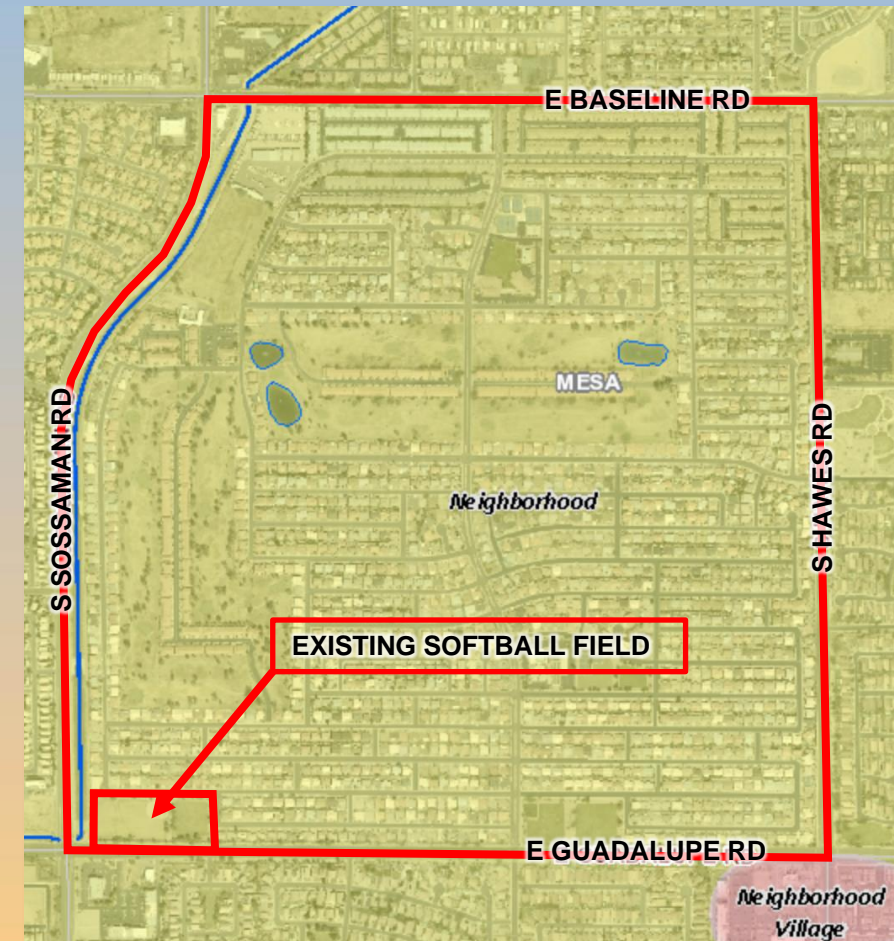 E BASELINE RD
MESA
S SOSSAMAN RD
S HAWES RD
Neighborhood
EXISTING SOFTBALL FIELD
E GUADALUPE RD
Neighborhood
Village